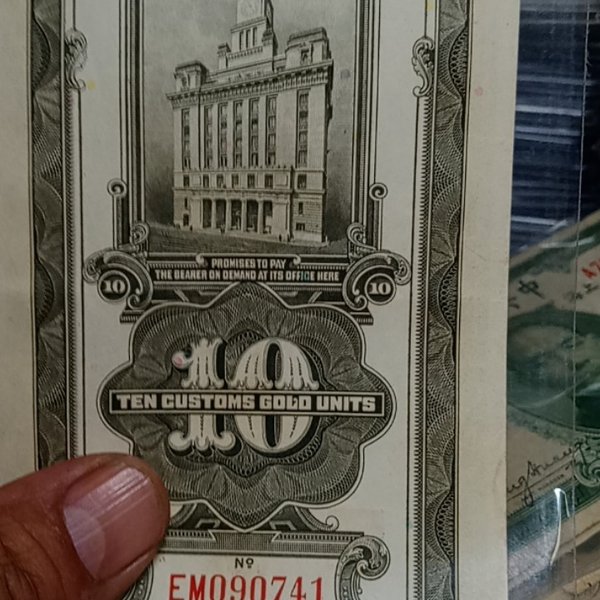 PROMISES TO PAY
THE BEARER ON DEMAND AT ITS OFFICE HERE
10
10
10
TEN CUSTOMS GOLD UNITS
Nº
EM090741
中